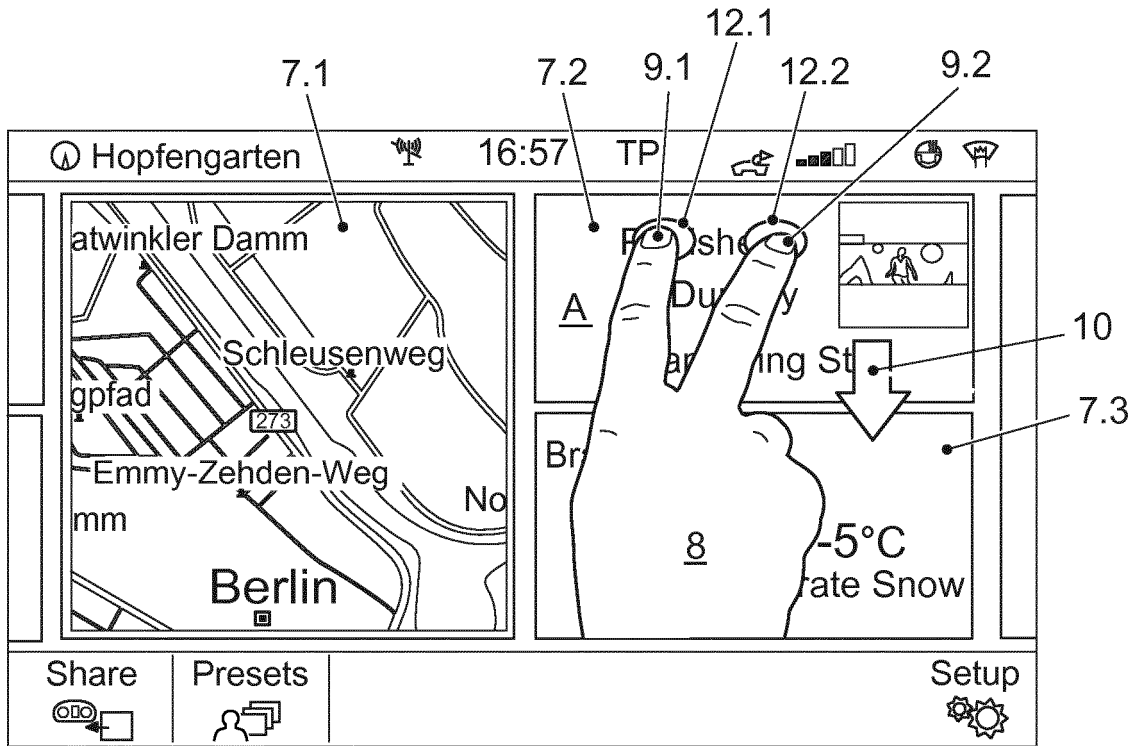 12.1
7.1
7.2
9.1
12.2
9.2
Hopfengarten
16:57
TP
atwinkler Damm
Schleusenweg
gpfad
273
Emmy-Zehden-Weg
No
mm
Berlin
A
Du
y
ing St
10
7.3
8
-5°C
rate Snow
Share
Presets
Setup